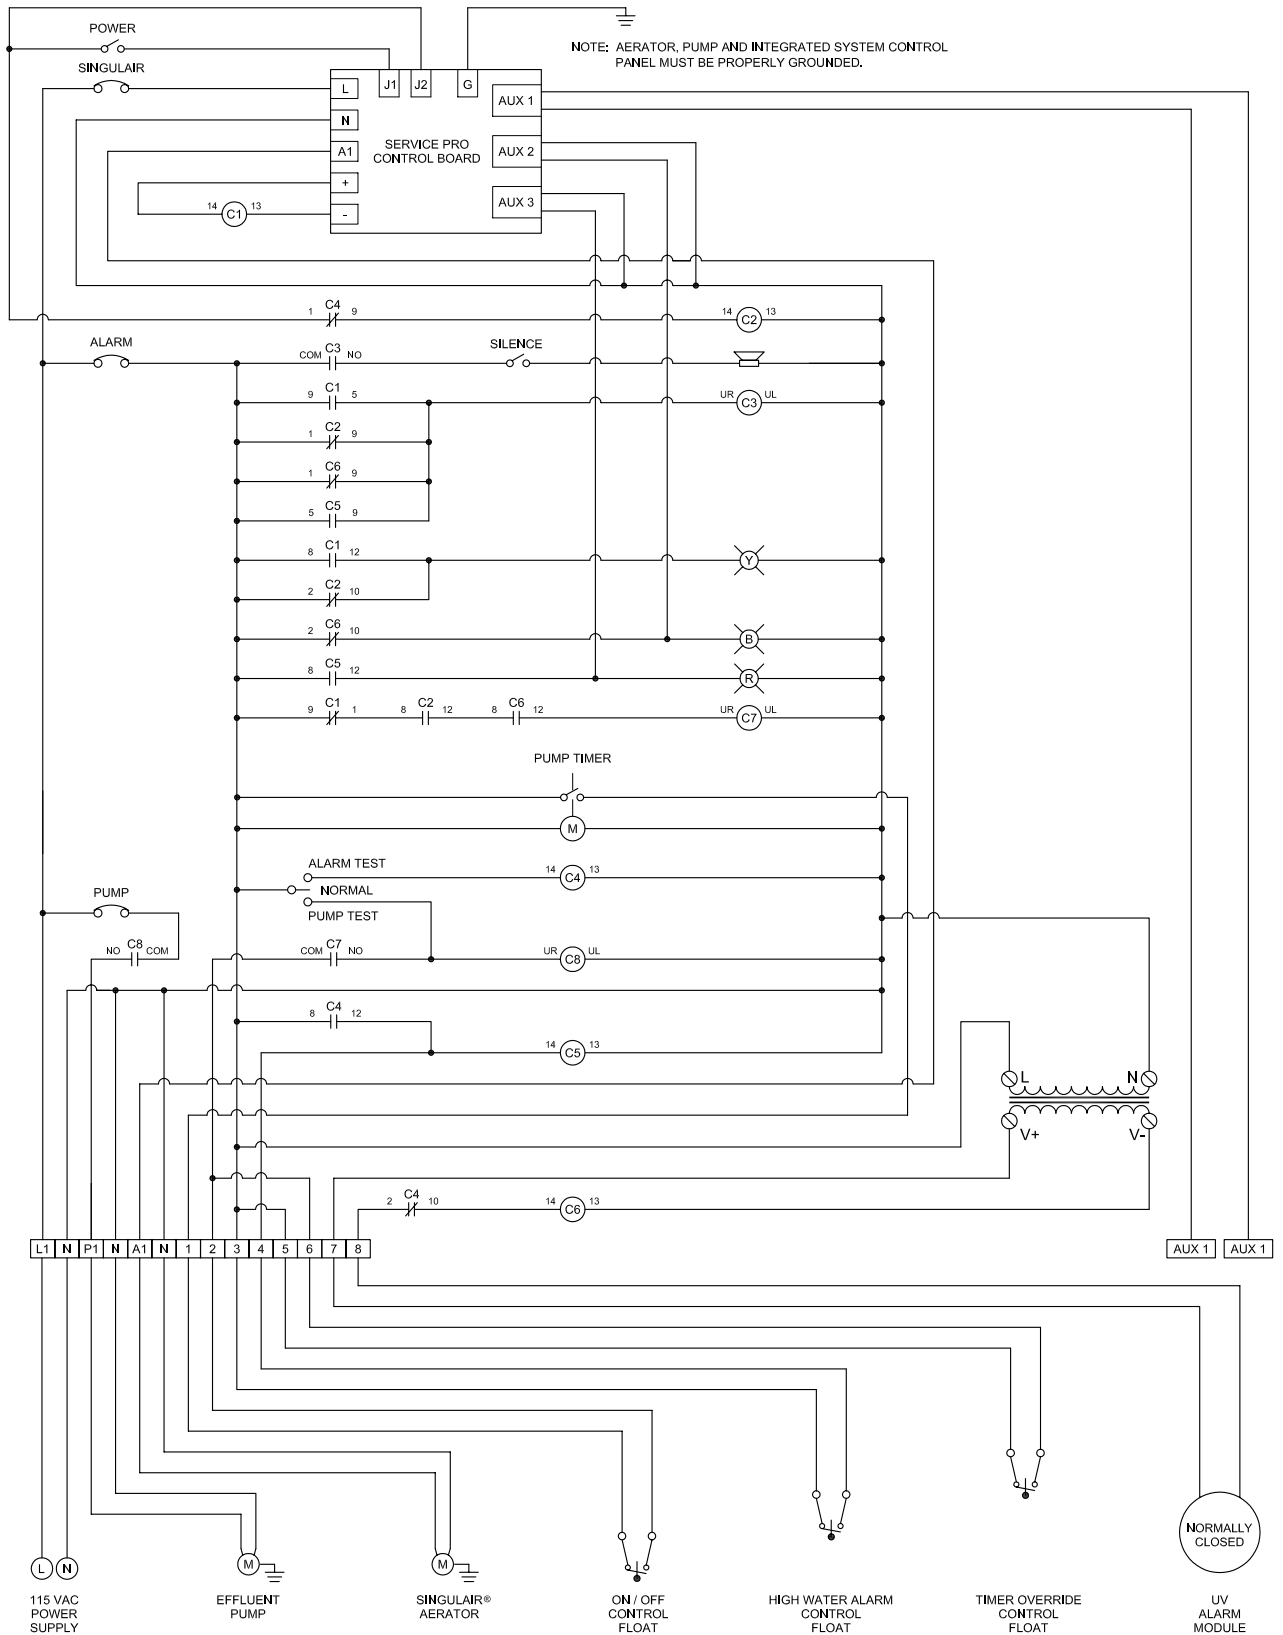 POWER
NOTE: AERATOR, PUMP AND INTEGRATED SYSTEM CONTROL
PANEL MUST BE PROPERLY GROUNDED.
SINGULAIR
L
J1
J2
G
AUX 1
N
SERVICE PRO
CONTROL BOARD
A1
AUX 2
+
14
C1
13
-
AUX 3
1
C4
9
14
C2
13
ALARM
COM
C3
NO
SILENCE
9
C1
5
UR
C3
UL
1
C2
9
1
C6
9
5
C5
9
8
C1
12
Y
2
C2
10
2
C6
10
B
8
C5
12
R
9
C1
1
8
C2
12
8
C6
12
UR
C7
UL
PUMP TIMER
M
ALARM TEST
14
C4
13
NORMAL
PUMP
PUMP TEST
NO
C8
COM
COM
C7
NO
UR
C8
UL
8
C4
12
14
C5
13
L
N
V+
V-
2
C4
10
14
C6
13
L1
N
P1
N
A1
N
1
2
3
4
5
6
7
8
AUX 1
AUX 1
L
N
M
M
NORMALLY
CLOSED
115 VAC
POWER
SUPPLY
EFFLUENT
PUMP
SINGULAIR®
AERATOR
ON / OFF
CONTROL
FLOAT
HIGH WATER ALARM
CONTROL
FLOAT
TIMER OVERRIDE
CONTROL
FLOAT
UV
ALARM
MODULE